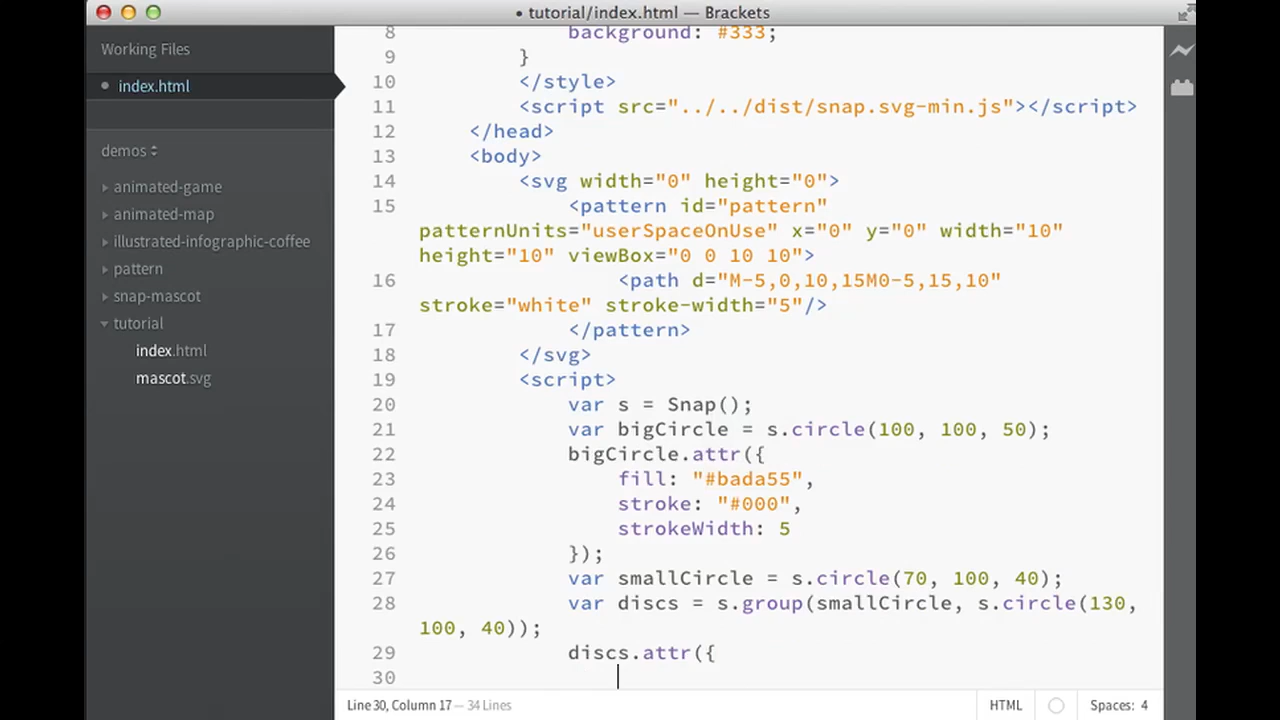 • tutorial/index.html — Brackets
Working Files
index.html
demos
animated-game
animated-map
illustrated-infographic-coffee
pattern
snap-mascot
tutorial
index.html
mascot.svg
8 background: #333;
9 }
10 </style>
11 <script src="../../dist/snap.svg-min.js"></script>
12 </head>
13 <body>
14 <svg width="0" height="0">
15 <pattern id="pattern"
patternUnits="userSpaceOnUse" x="0" y="0" width="10"
height="10" viewBox="0 0 10 10">
16 <path d="M-5,0,10,15M0-5,15,10"
stroke="white" stroke-width="5"/>
17 </pattern>
18 </svg>
19 <script>
20 var s = Snap();
21 var bigCircle = s.circle(100, 100, 50);
22 bigCircle.attr({
23 fill: "#bada55",
24 stroke: "#000",
25 strokeWidth: 5
26 });
27 var smallCircle = s.circle(70, 100, 40);
28 var discs = s.group(smallCircle, s.circle(130,
100, 40));
29 discs.attr({
30
Line 30, Column 17 — 34 Lines
HTML
Spaces: 4